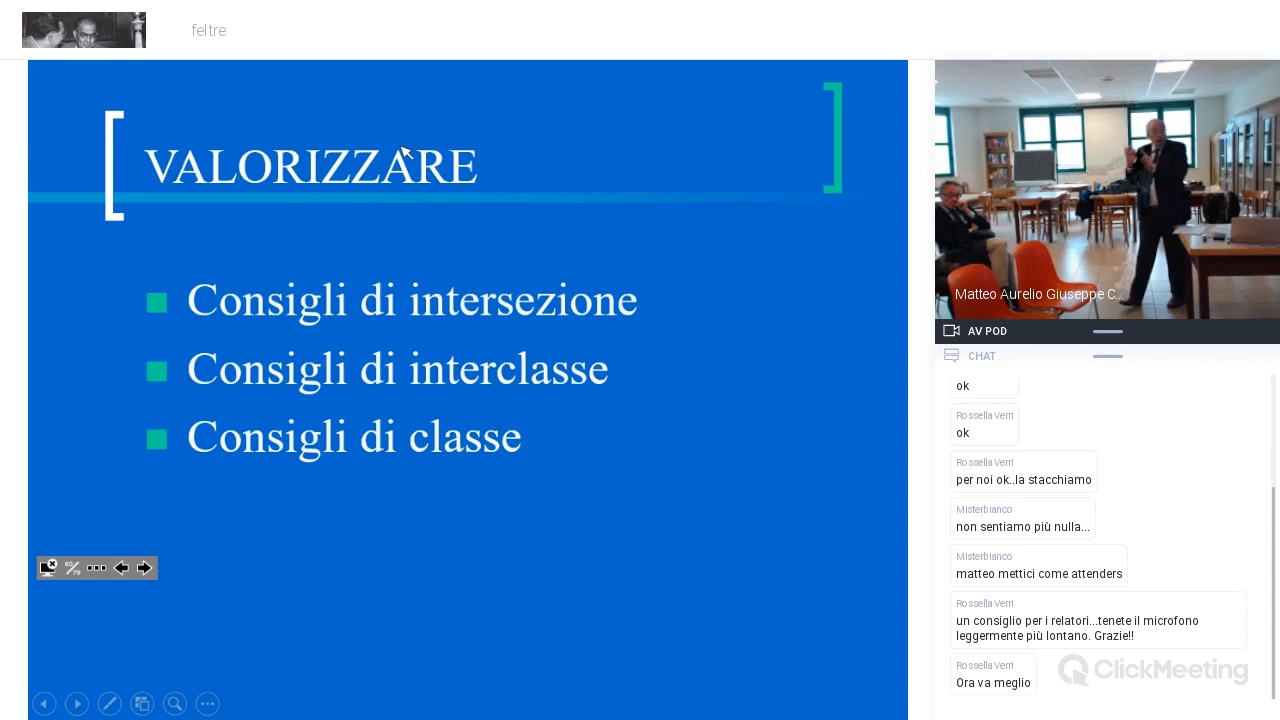 feltre
VALORIZZARE
Consigli di intersezione
Consigli di interclasse
Consigli di classe
60/79
Matteo Aurelio Giuseppe C...
AV POD
CHAT
ok
Rossella Verri
ok
Rossella Verri
per noi ok..la stacchiamo
Misterbianco
non sentiamo più nulla...
Misterbianco
matteo mettici come attenders
Rossella Verri
un consiglio per i relatori...tenete il microfono
leggermente più lontano. Grazie!!
Rossella Verri
Ora va meglio
ClickMeeting